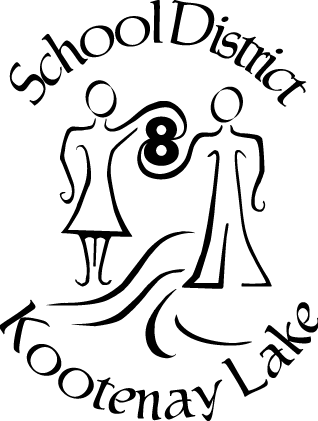 School District
8
Kootenay Lake